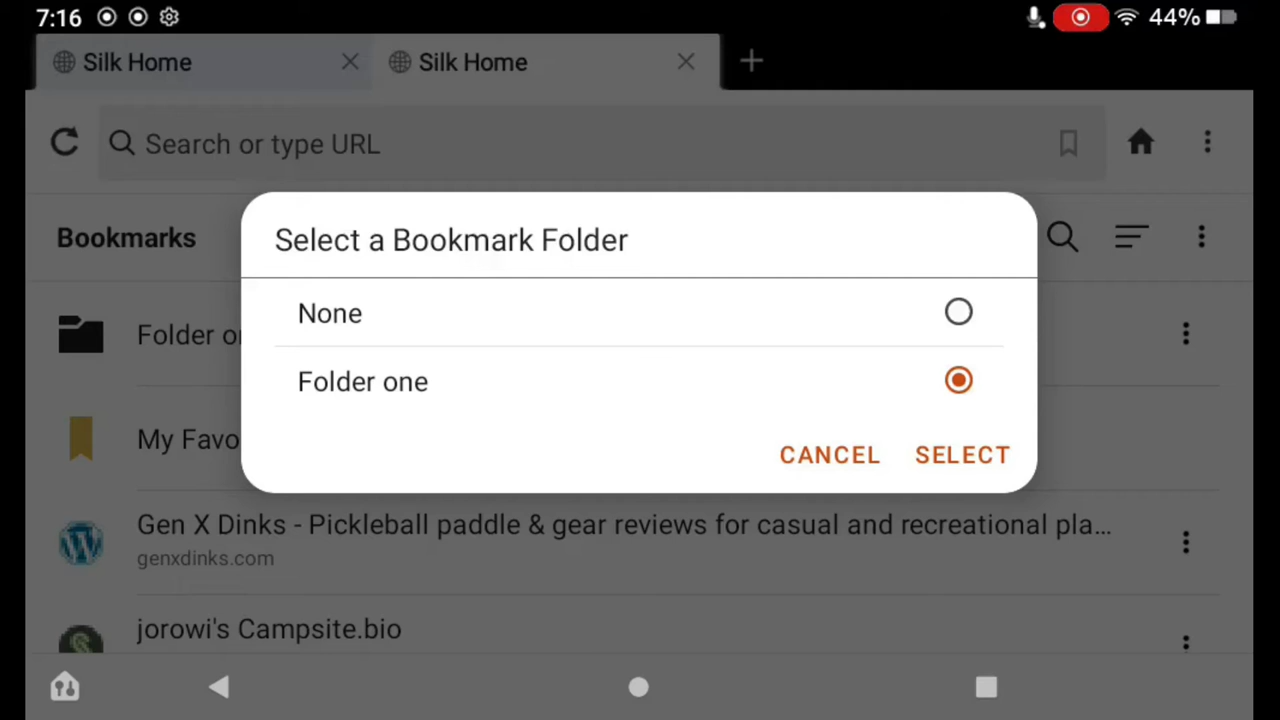 7:16
44%
Silk Home
Silk Home
Search or type URL
Bookmarks
Select a Bookmark Folder
None
Folder one
CANCEL SELECT
Folder o
My Favo
Gen X Dinks - Pickleball paddle & gear reviews for casual and recreational pla...
genxdinks.com
jorowi's Campsite.bio